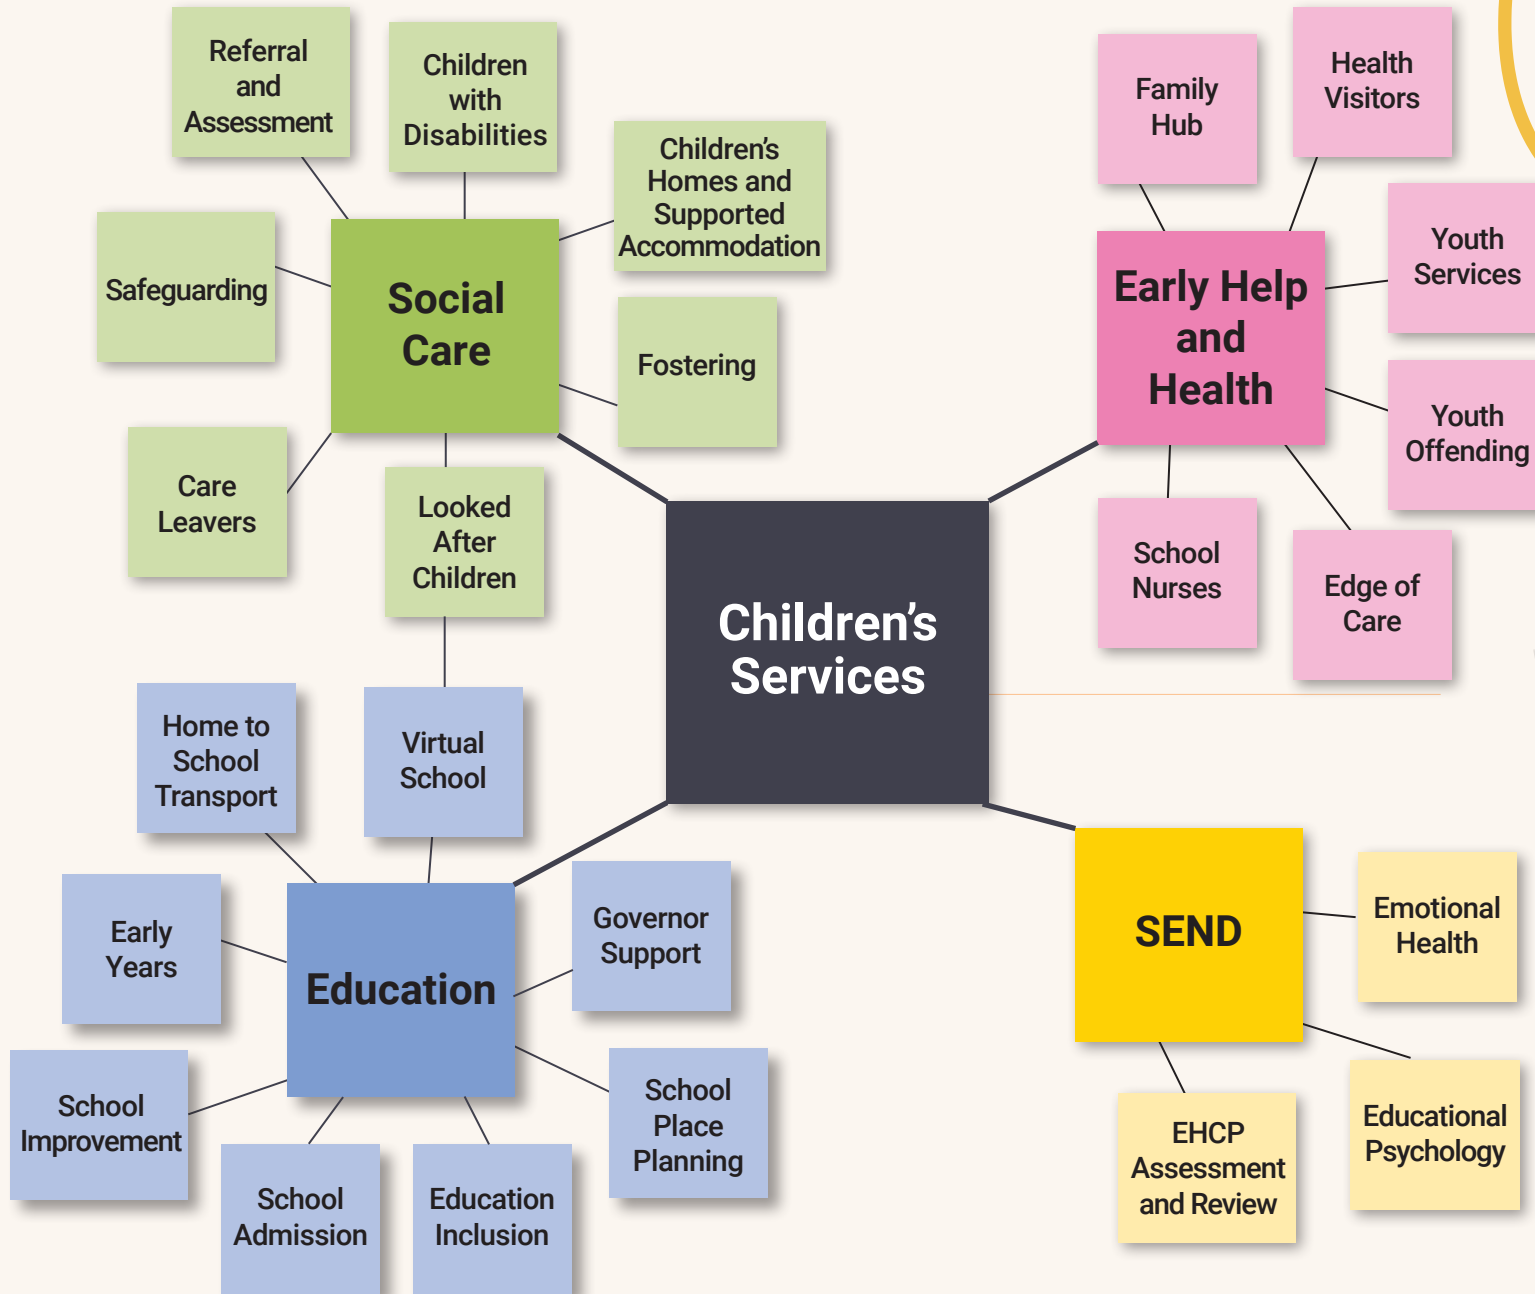 Referral
and
Assessment
Children
with
Disabilities
Children's
Homes and
Supported
Accommodation
Safeguarding
Social
Care
Fostering
Care
Leavers
Looked
After
Children
Family
Hub
Health
Visitors
Early Help
and
Health
Youth
Services
Youth
Offending
School
Nurses
Edge of
Care
Children’s
Services
Home to
School
Transport
Virtual
School
Early
Years
Education
Governor
Support
School
Improvement
School
Place
Planning
School
Admission
Education
Inclusion
SEND
Emotional
Health
EHCP
Assessment
and Review
Educational
Psychology